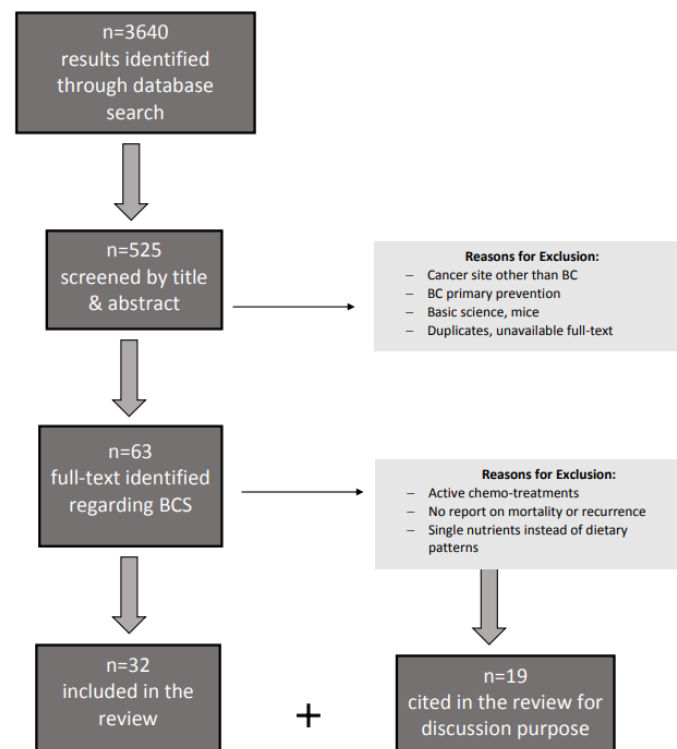 n=3640
results identified
through database
search
n=525
screened by title
& abstract
Reasons for Exclusion:
– Cancer site other than BC
– BC primary prevention
– Basic science, mice
– Duplicates, unavailable full-text
n=63
full-text identified
regarding BCS
Reasons for Exclusion:
– Active chemo-treatments
– No report on mortality or recurrence
– Single nutrients instead of dietary
patterns
n=32
included in the
review
+
n=19
cited in the review for
discussion purpose